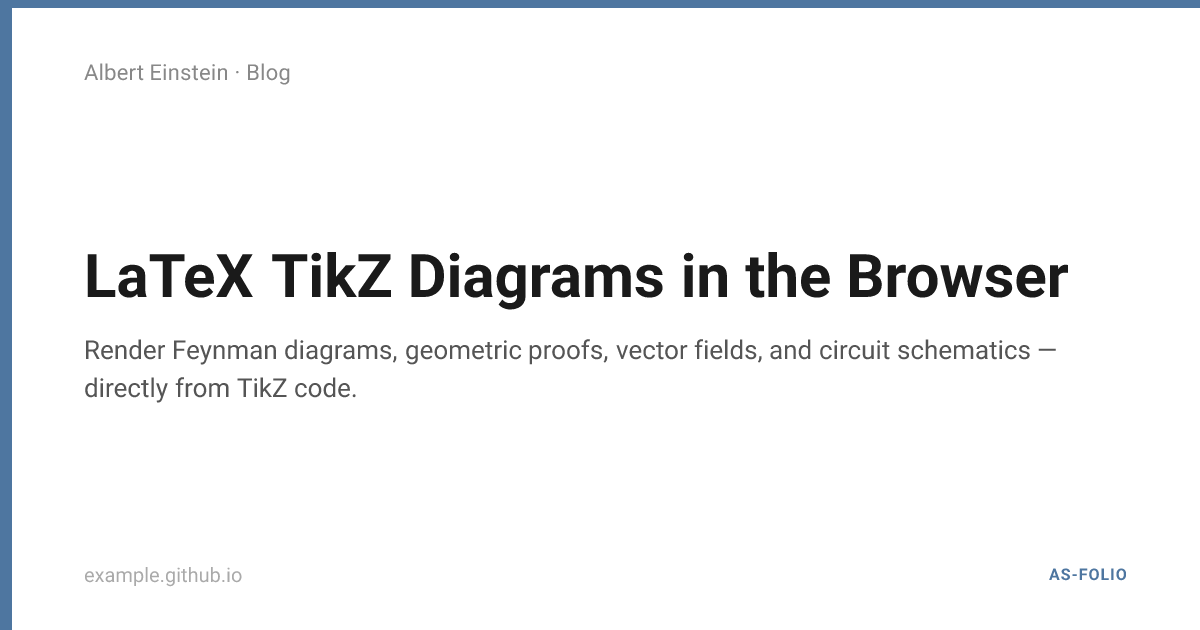 Albert Einstein · Blog
LaTeX TikZ Diagrams in the Browser
Render Feynman diagrams, geometric proofs, vector fields, and circuit schematics —
directly from TikZ code.
example.github.io
AS-FOLIO